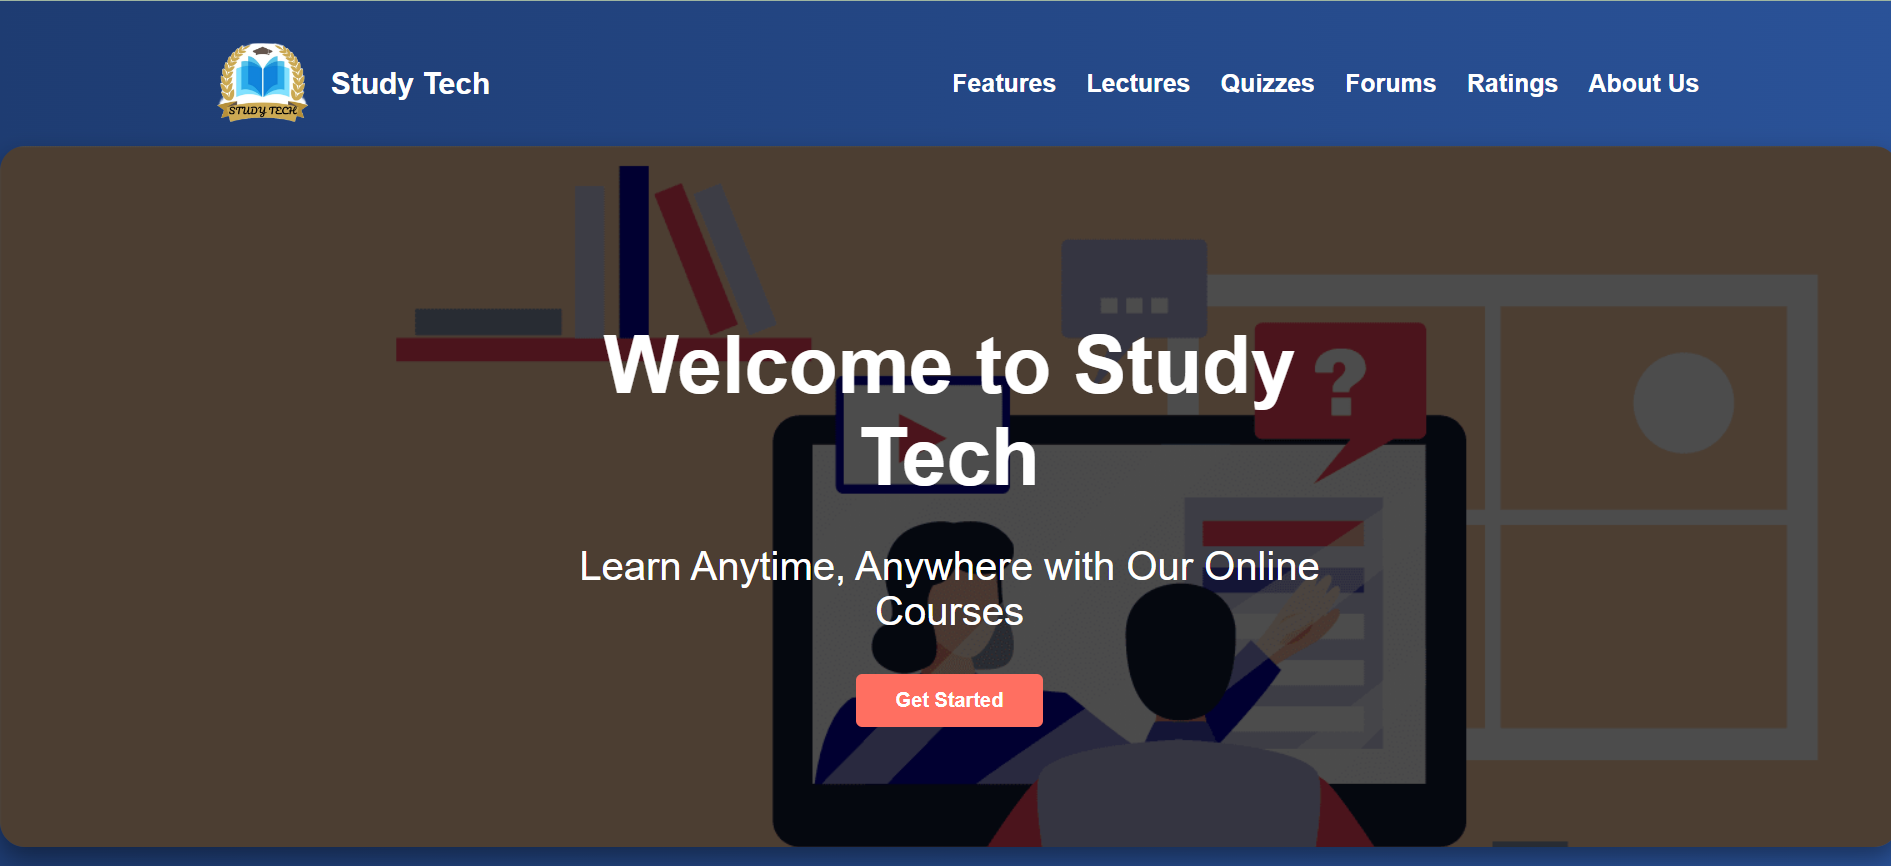 STUDY TECH
Study Tech
Features Lectures Quizzes Forums Ratings About Us
...
?
Welcome to Study
Tech
Learn Anytime, Anywhere with Our Online
Courses
Get Started